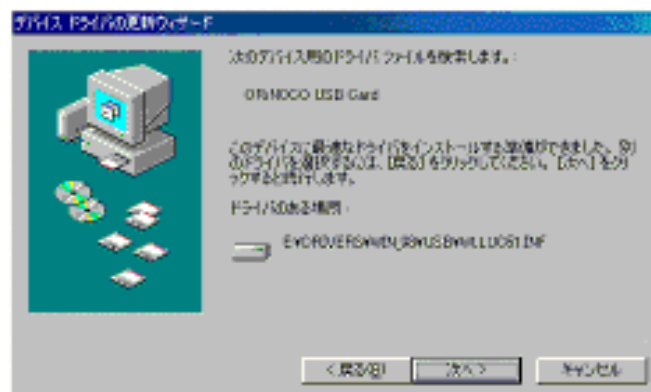 デバイス ドライバの更新ウィザード
次のデバイス用のドライバ ファイルを検索します。:
ORiNOCO USB Card
このデバイスに最適なドライバをインストールする準備ができました。別
のドライバを選択するには、[戻る] をクリックしてください。[次へ] をクリ
ックすると続行します。
ドライバのある場所:
E:¥DRIVERS¥WIN_98¥USB¥WLLUC51.INF
< 戻る(B)
次へ >
キャンセル